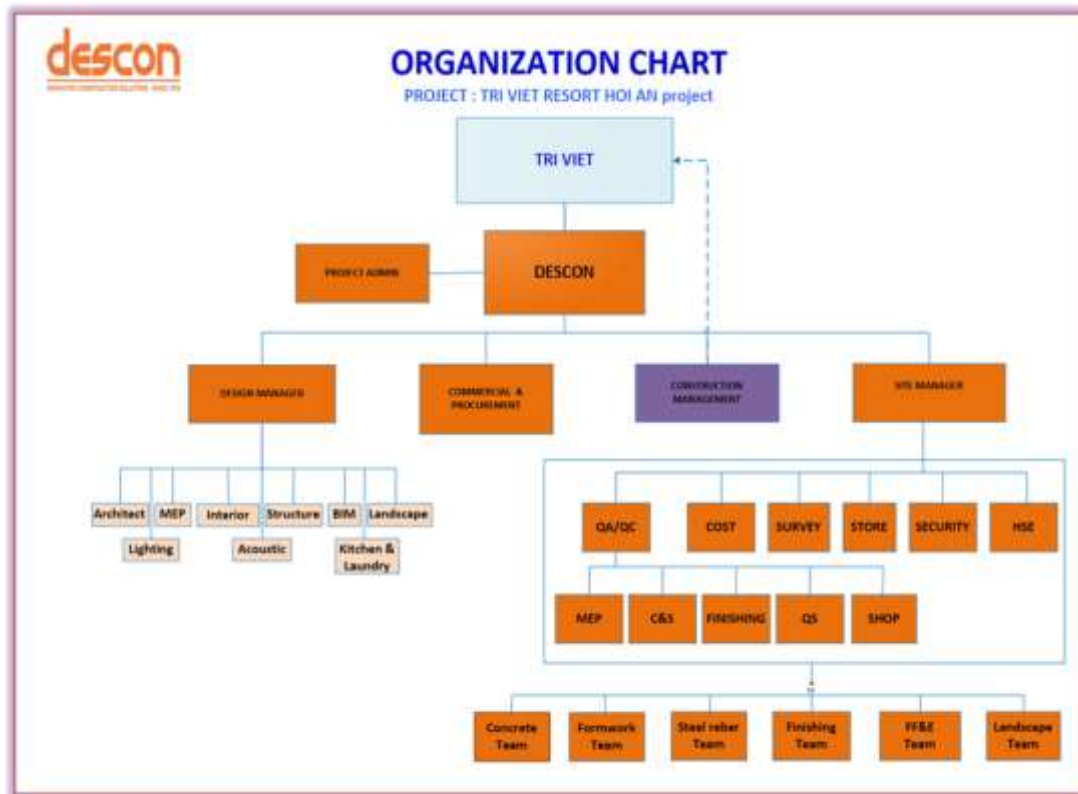 descon
ORGANIZATION CHART
PROJECT : TRI VIET RESORT HOI AN project
TRI VIET
PROJECT ADMIN
DESCON
DESIGN MANAGER
COMMERCIAL &
PROCUREMENT
CONSTRUCTION
MANAGEMENT
SITE MANAGER
Architect
MEP
Interior
Structure
BIM
Landscape
Lighting
Acoustic
Kitchen &
Laundry
QA/QC
COST
SURVEY
STORE
SECURITY
HSE
MEP
C&S
FINISHING
QS
SHOP
Concrete
Team
Formwork
Team
Steel rebar
Team
Finishing
Team
FF&E
Team
Landscape
Team